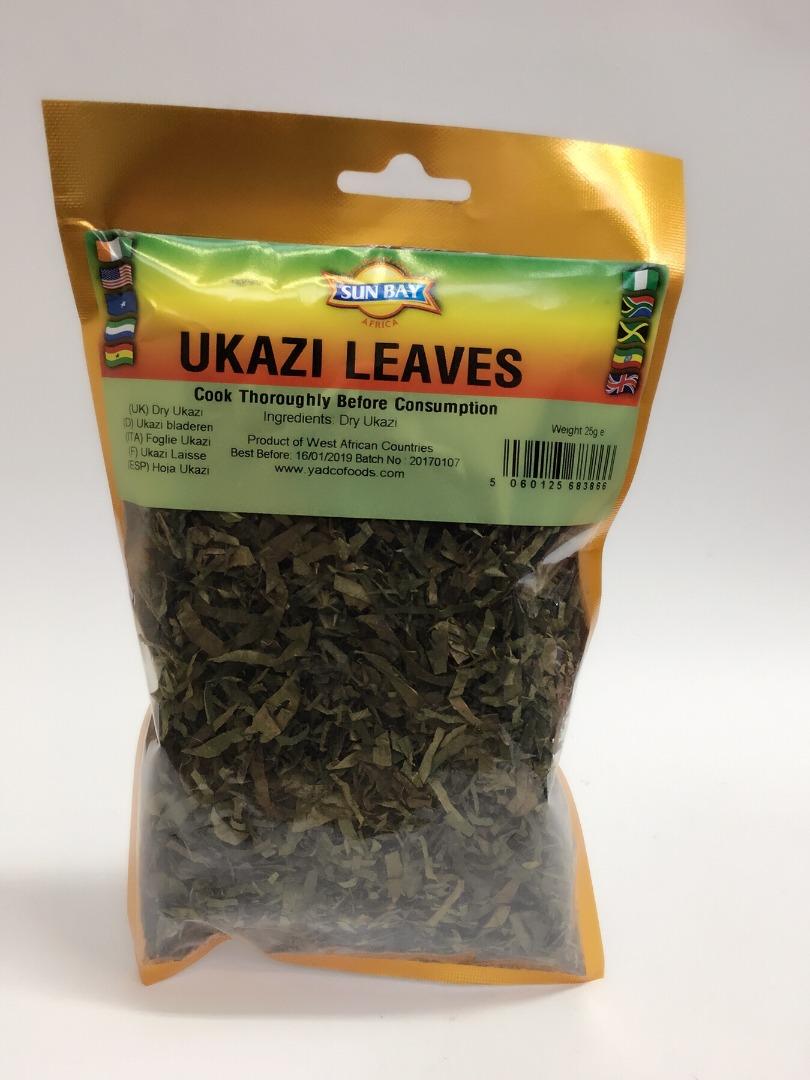 SUN BAY
AFRICA
UKAZI LEAVES
Cook Thoroughly Before Consumption
Ingredients: Dry Ukazi
(UK) Dry Ukazi
(D) Ukazi bladeren
(ITA) Foglie Ukazi
(F) Ukazi Laisse
(ESP) Hoja Ukazi
Product of West African Countries
Best Before: 16/01/2019 Batch No : 20170107
www.yadcofoods.com
Weight 25g e
5 060125 683866